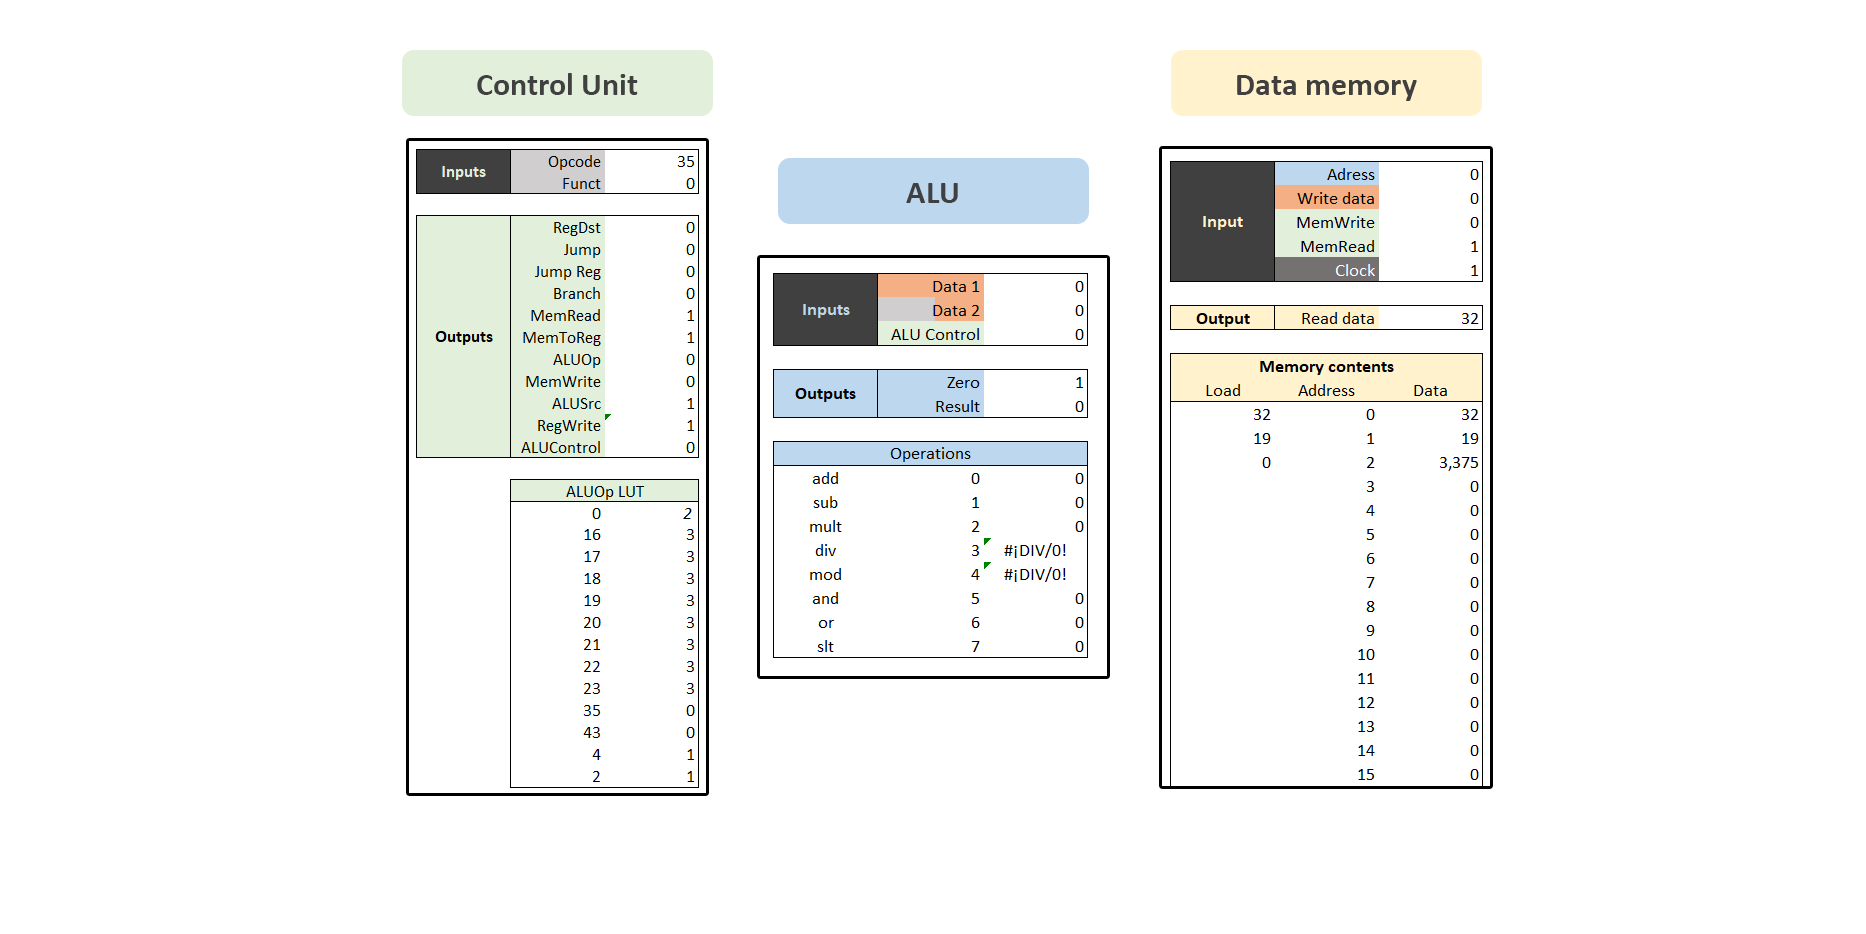 Control Unit
Inputs
Opcode 35
Funct 0
Outputs
RegDst 0
Jump 0
Jump Reg 0
Branch 0
MemRead 1
MemToReg 1
ALUOp 0
MemWrite 0
ALUSrc 1
RegWrite 1
ALUControl 0
ALUOp LUT
0 2
16 3
17 3
18 3
19 3
20 3
21 3
22 3
23 3
35 0
43 0
4 1
2 1
ALU
Inputs
Data 1 0
Data 2 0
ALU Control 0
Outputs
Zero 1
Result 0
Operations
add 0 0
sub 1 0
mult 2 0
div 3 #¡DIV/0!
mod 4 #¡DIV/0!
and 5 0
or 6 0
slt 7 0
Data memory
Input
Adress 0
Write data 0
MemWrite 0
MemRead 1
Clock 1
Output Read data 32
Memory contents
Load Address Data
32 0 32
19 1 19
0 2 3,375
3 0
4 0
5 0
6 0
7 0
8 0
9 0
10 0
11 0
12 0
13 0
14 0
15 0